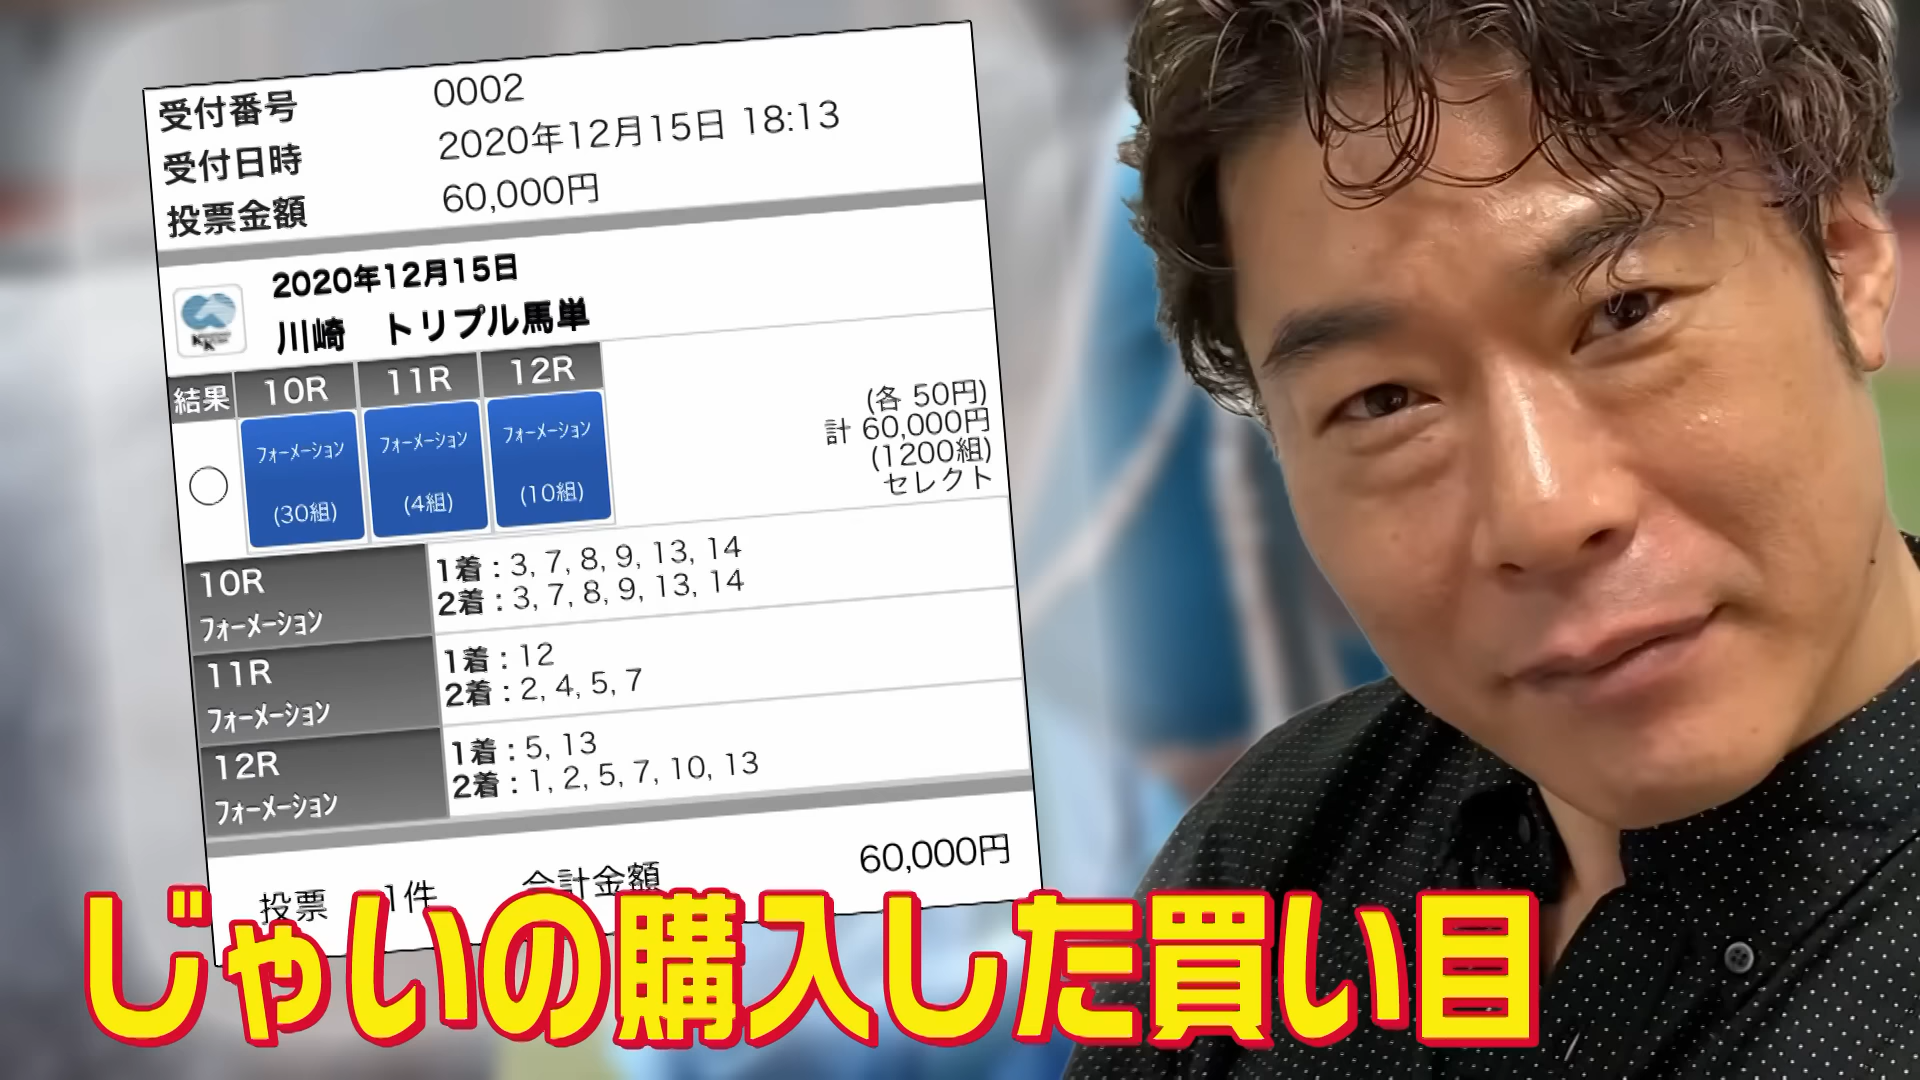 受付番号 0002
受付日時 2020年12月15日 18:13
投票金額 60,000円
2020年12月15日
川崎 トリプル馬単
結果 10R 11R 12R
○ ﾌｫｰﾒｰｼｮﾝ ﾌｫｰﾒｰｼｮﾝ ﾌｫｰﾒｰｼｮﾝ
(30組) (4組) (10組)
(各 50円)
計 60,000円
(1200組)
セレクト
10R
ﾌｫｰﾒｰｼｮﾝ
1着 : 3, 7, 8, 9, 13, 14
2着 : 3, 7, 8, 9, 13, 14
11R
ﾌｫｰﾒｰｼｮﾝ
1着 : 12
2着 : 2, 4, 5, 7
12R
ﾌｫｰﾒｰｼｮﾝ
1着 : 5, 13
2着 : 1, 2, 5, 7, 10, 13
投票 1件 合計金額 60,000円
じゃいの購入した買い目